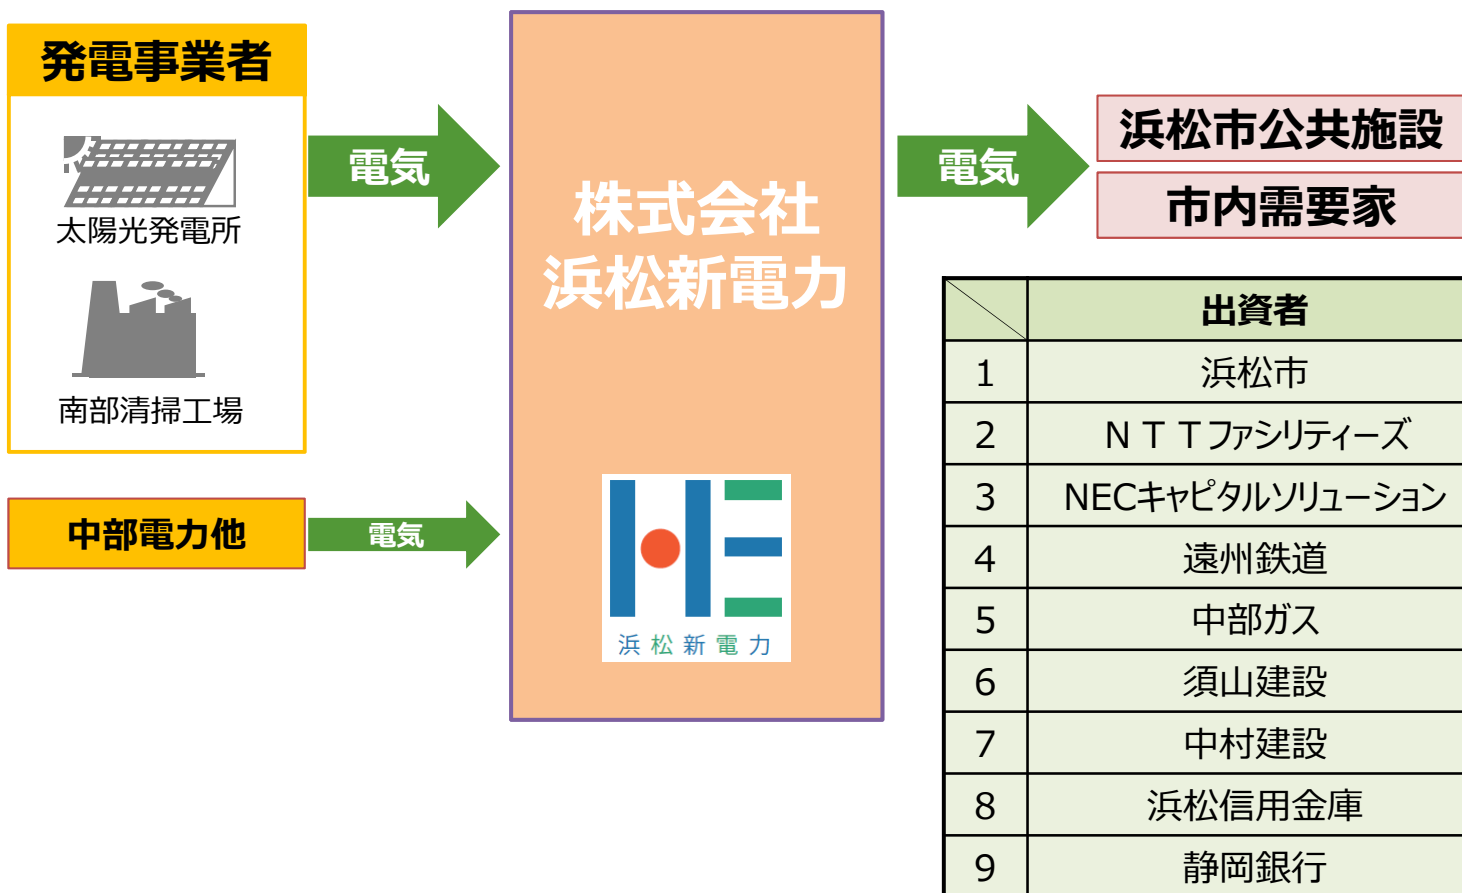 発電事業者
太陽光発電所
南部清掃工場
電気
中部電力他
電気
株式会社
浜松新電力
浜松新電力
電気
浜松市公共施設
市内需要家
出資者
1 浜松市
2 ＮＴＴファシリティーズ
3 NECキャピタルソリューション
4 遠州鉄道
5 中部ガス
6 須山建設
7 中村建設
8 浜松信用金庫
9 静岡銀行